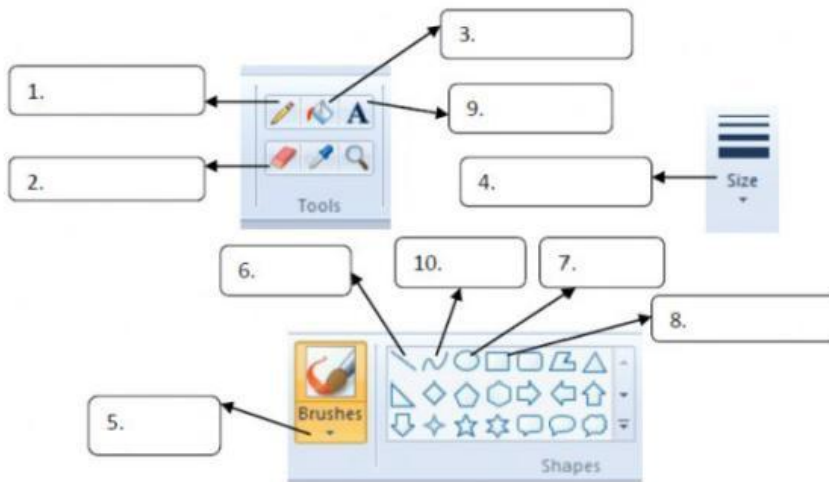 3.
1.
9.
2.
4.
Size
Tools
6.
10.
7.
8.
5.
Brushes
Shapes